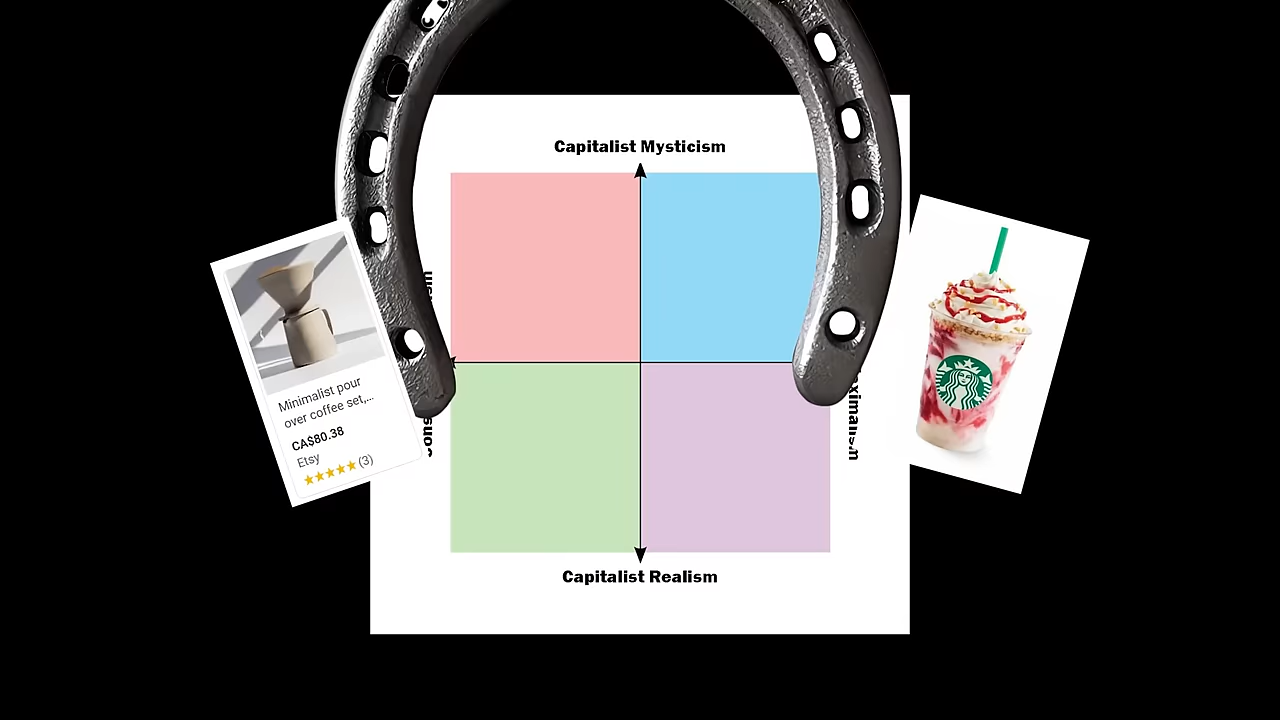 Capitalist Mysticism
Minimalist pour
over coffee set,...
CA$80.38
Etsy
(3)
Capitalist Realism